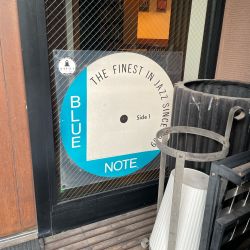 THE FINEST IN JAZZ SINCE
Side 1
BLUE
NOTE